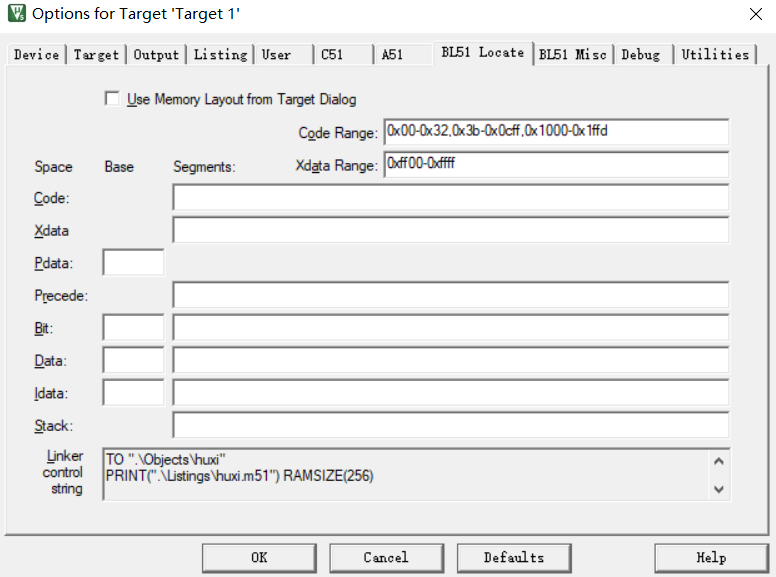 Options for Target 'Target 1'
Device Target Output Listing User C51 A51 BL51 Locate BL51 Misc Debug Utilities
Use Memory Layout from Target Dialog
Code Range: 0x00-0x32,0x3b-0x0cff,0x1000-0x1ffd
Space Base Segments: Xdata Range: 0xff00-0xffff
Code:
Xdata
Pdata:
Precede:
Bit:
Data:
Idata:
Stack:
Linker control string
TO ".\Objects\huxi"
PRINT(".\Listings\huxi.m51") RAMSIZE(256)
OK Cancel Defaults Help